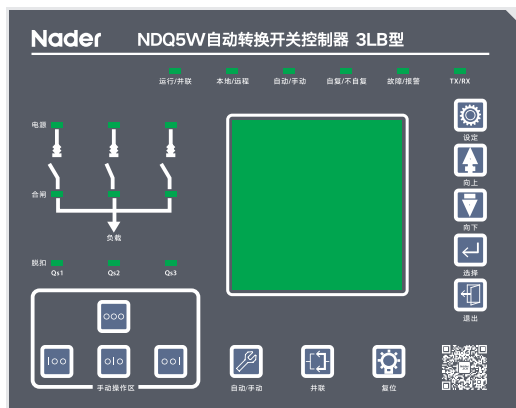 Nader NDQ5W自动转换开关控制器 3LB型
运行/并联 本地/远程 自动/手动 自复/不自复 故障/报警 TX/RX
电源
设定
向上
合闸
向下
负载
脱扣
Qs1 Qs2 Qs3
选择
退出
000
100 010 001
手动操作区
自动/手动 并联 复位